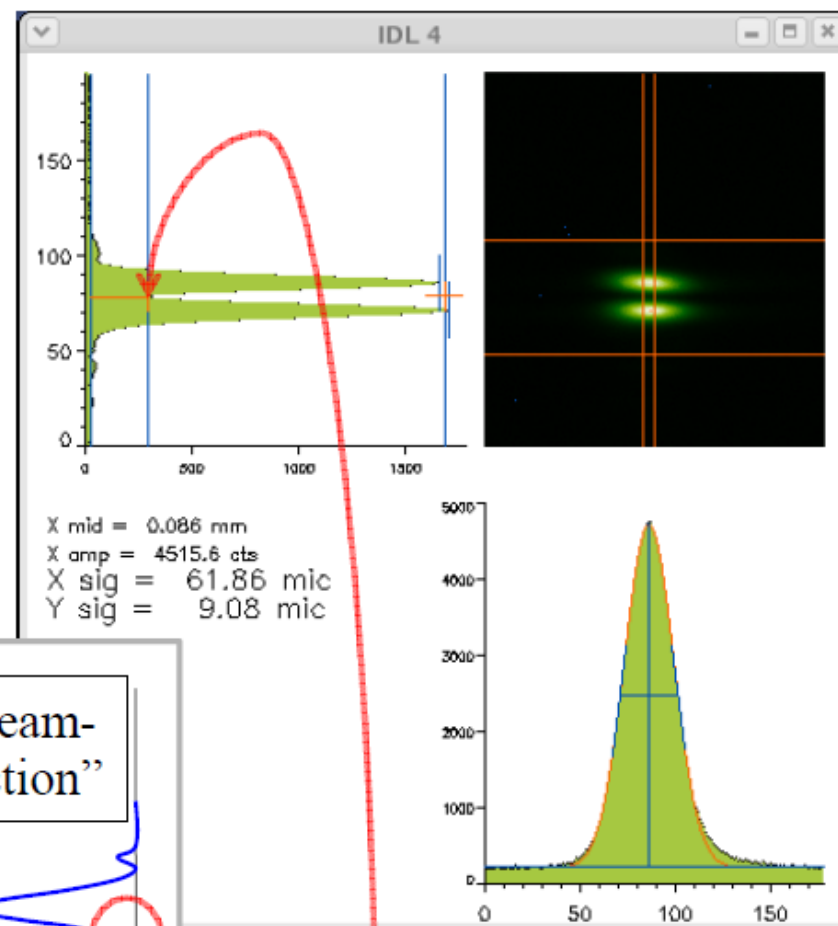 IDL 4
150
100
50
0
0 500 1000 1500
X mid = 0.086 mm
X amp = 4515.6 cts
X sig = 61.86 mic
Y sig = 9.08 mic
5000
4000
3000
2000
1000
0
0 50 100 150
eam-
tion”